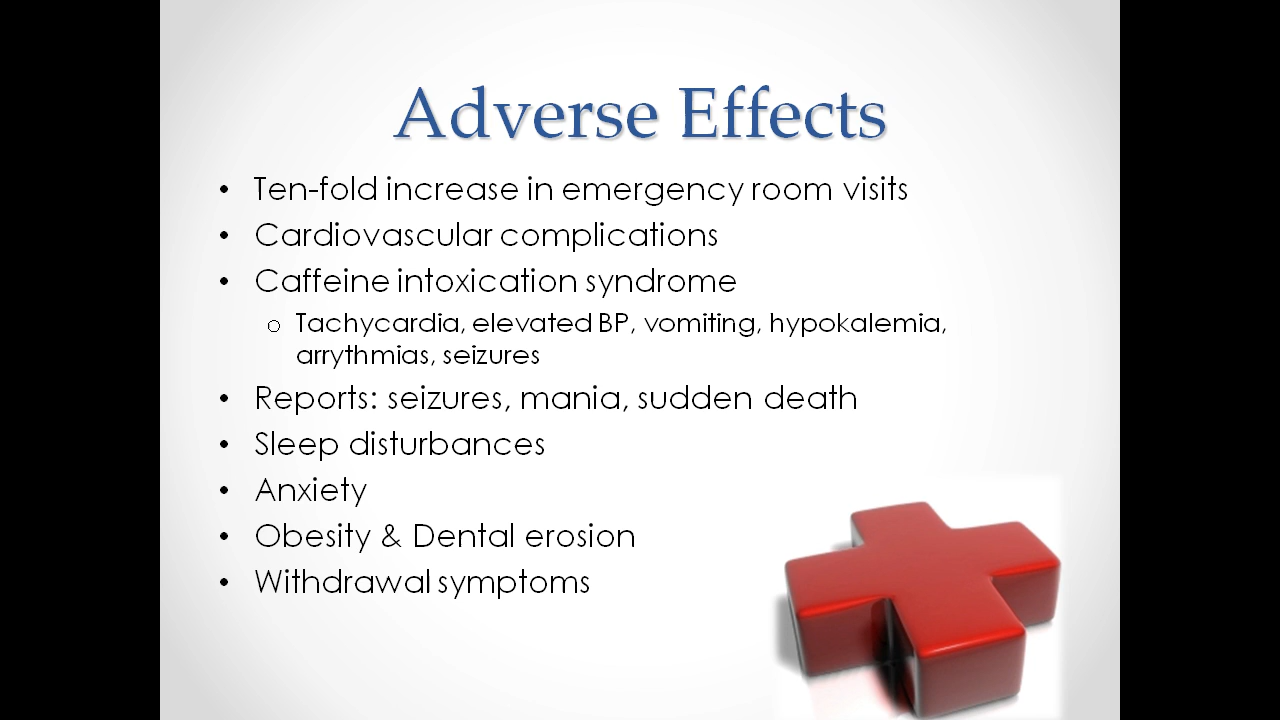 Adverse Effects
• Ten-fold increase in emergency room visits
• Cardiovascular complications
• Caffeine intoxication syndrome
o Tachycardia, elevated BP, vomiting, hypokalemia,
arrythmias, seizures
• Reports: seizures, mania, sudden death
• Sleep disturbances
• Anxiety
• Obesity & Dental erosion
• Withdrawal symptoms